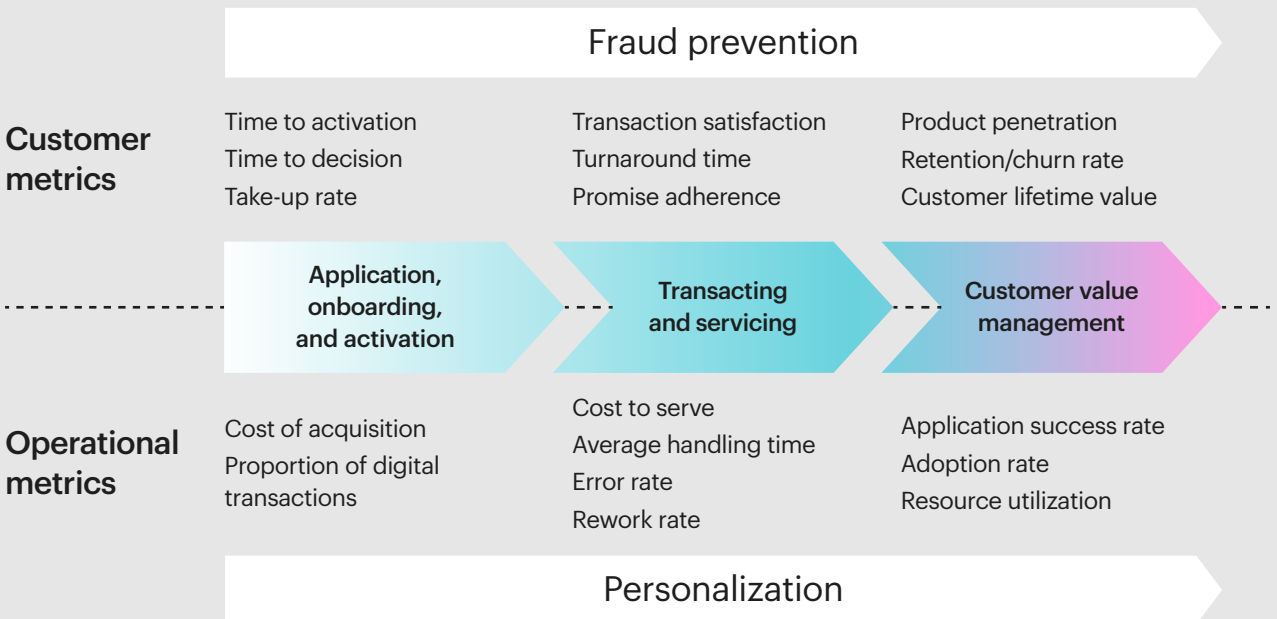 Fraud prevention
Customer
metrics
Time to activation
Time to decision
Take-up rate
Transaction satisfaction
Turnaround time
Promise adherence
Product penetration
Retention/churn rate
Customer lifetime value
Application,
onboarding,
and activation
Transacting
and servicing
Customer value
management
Operational
metrics
Cost of acquisition
Proportion of digital
transactions
Cost to serve
Average handling time
Error rate
Rework rate
Application success rate
Adoption rate
Resource utilization
Personalization